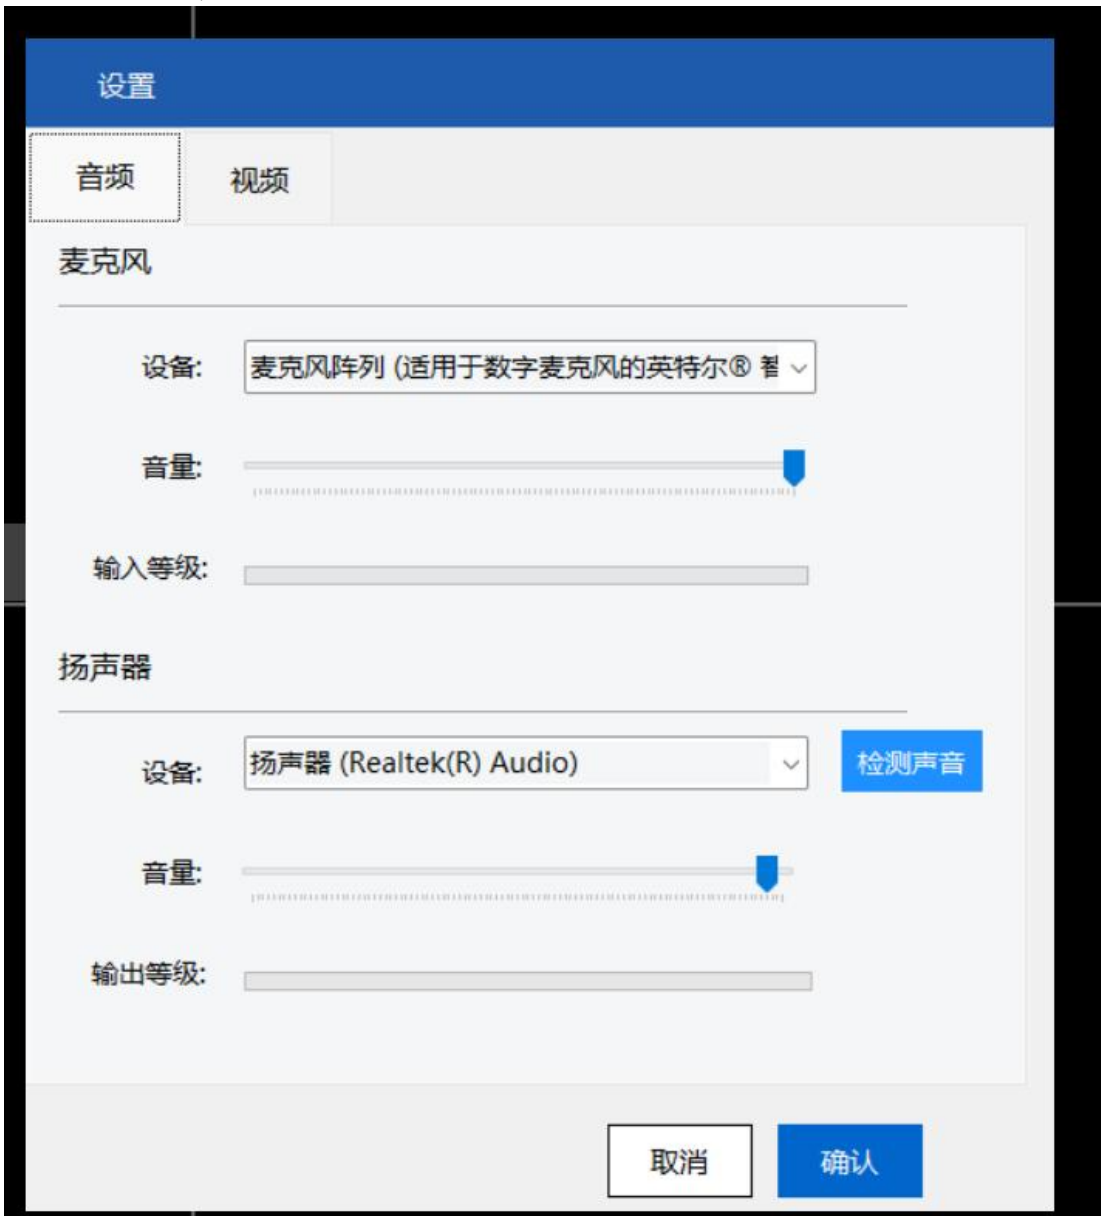 设置
音频 视频
麦克风
设备: 麦克风阵列 (适用于数字麦克风的英特尔® 智
音量:
输入等级:
扬声器
设备: 扬声器 (Realtek(R) Audio) 检测声音
音量:
输出等级:
取消 确认